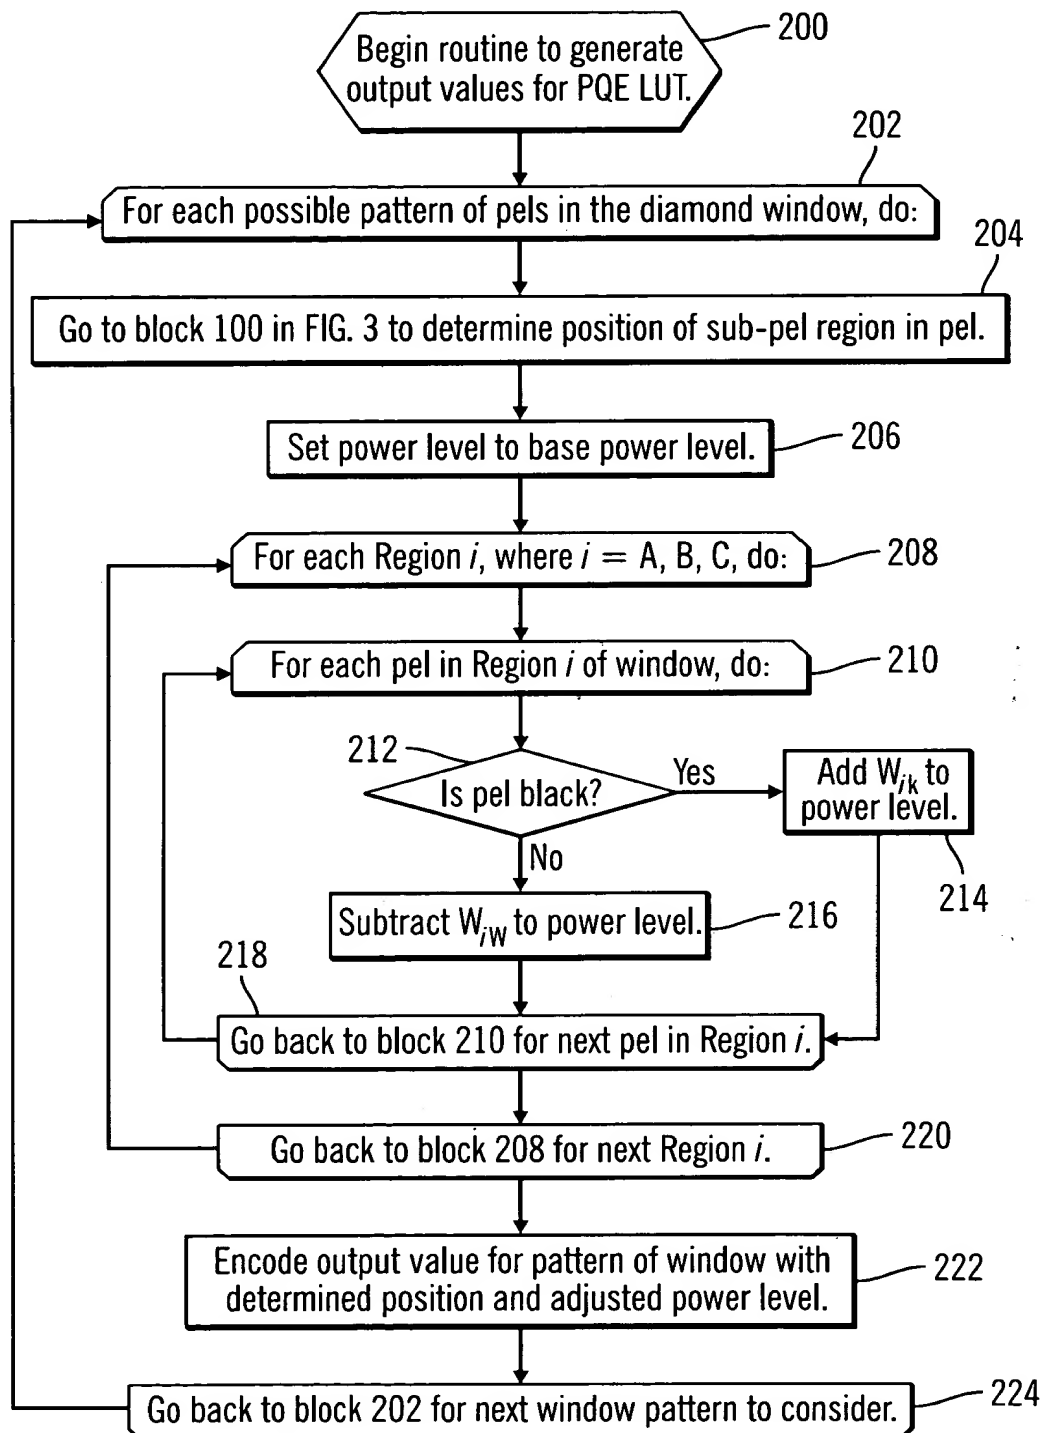 200
Begin routine to generate
output values for PQE LUT.
202
For each possible pattern of pels in the diamond window, do:
204
Go to block 100 in FIG. 3 to determine position of sub-pel region in pel.
Set power level to base power level.
206
For each Region i, where i = A, B, C, do:
208
For each pel in Region i of window, do:
210
212
Is pel black?
Yes
Add Wik to
power level.
214
No
Subtract WiW to power level.
216
218
Go back to block 210 for next pel in Region i.
Go back to block 208 for next Region i.
220
Encode output value for pattern of window with
determined position and adjusted power level.
222
Go back to block 202 for next window pattern to consider.
224